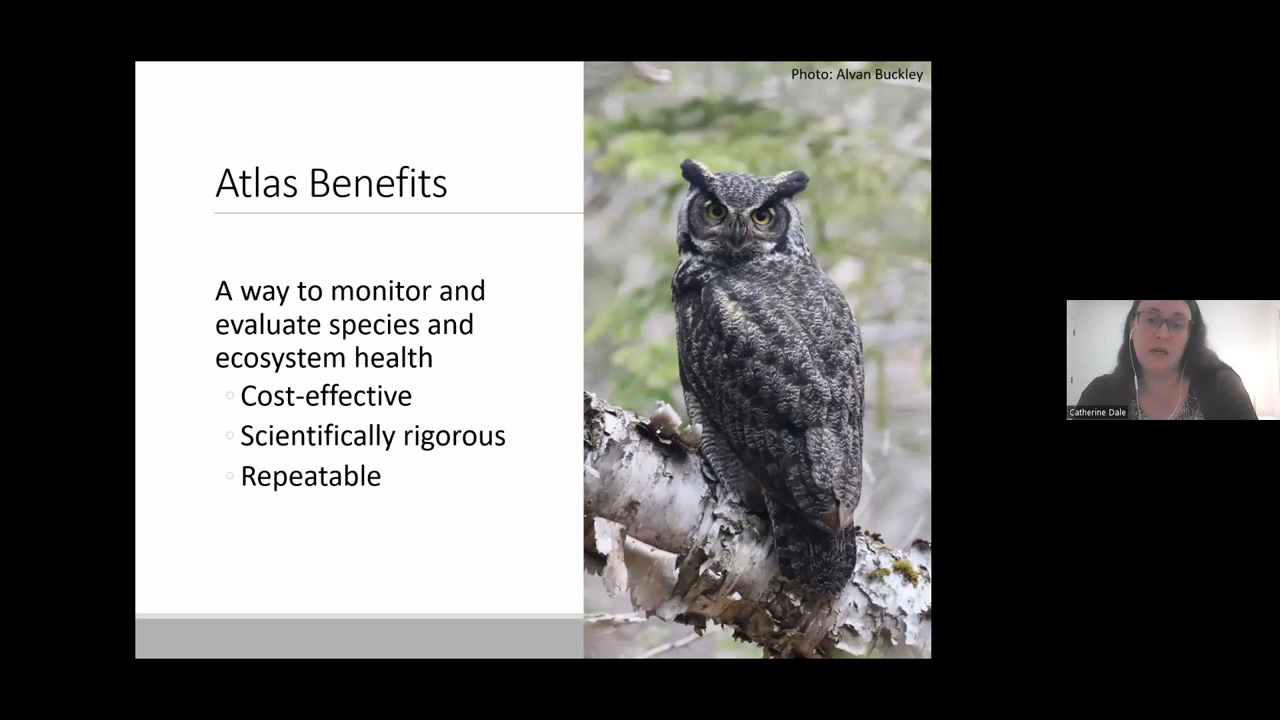 Photo: Alvan Buckley
Atlas Benefits
A way to monitor and
evaluate species and
ecosystem health
Cost-effective
Scientifically rigorous
Repeatable
Catherine Dale